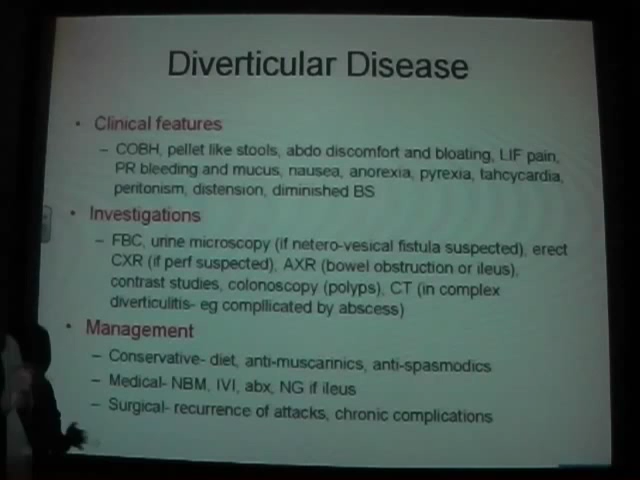 Diverticular Disease
• Clinical features
– COBH, pellet like stools, abdo discomfort and bloating, LIF pain,
PR bleeding and mucus, nausea, anorexia, pyrexia, tahcycardia,
peritonism, distension, diminished BS
• Investigations
– FBC, urine microscopy (if netero-vesical fistula suspected), erect
CXR (if perf suspected), AXR (bowel obstruction or ileus),
contrast studies, colonoscopy (polyps), CT (in complex
diverticulitis- eg compllicated by abscess)
• Management
– Conservative- diet, anti-muscarinics, anti-spasmodics
– Medical- NBM, IVI, abx, NG if ileus
– Surgical- recurrence of attacks, chronic complications